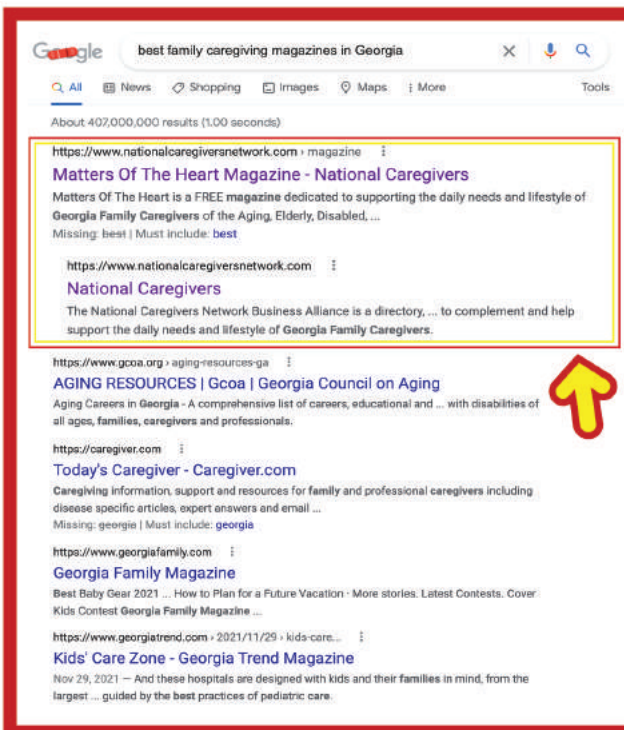 Google best family caregiving magazines in Georgia
All News Shopping Images Maps More Tools
About 407,000,000 results (1.00 seconds)
https://www.nationalcaregiversnetwork.com › magazine
Matters Of The Heart Magazine - National Caregivers
Matters Of The Heart is a FREE magazine dedicated to supporting the daily needs and lifestyle of
Georgia Family Caregivers of the Aging, Elderly, Disabled, ...
Missing: best | Must include: best
https://www.nationalcaregiversnetwork.com
National Caregivers
The National Caregivers Network Business Alliance is a directory, ... to complement and help
support the daily needs and lifestyle of Georgia Family Caregivers.
https://www.gcoa.org › aging-resources-ga
AGING RESOURCES | Gcoa | Georgia Council on Aging
Aging Careers in Georgia - A comprehensive list of careers, educational and ... with disabilities of
all ages, families, caregivers and professionals.
https://caregiver.com
Today's Caregiver - Caregiver.com
Caregiving information, support and resources for family and professional caregivers including
disease specific articles, expert answers and email ...
Missing: georgia | Must include: georgia
https://www.georgiafamily.com
Georgia Family Magazine
Best Baby Gear 2021 ... How to Plan for a Future Vacation · More stories. Latest Contests. Cover
Kids Contest Georgia Family Magazine ...
https://www.georgiatrend.com › 2021/11/29 › kids-care...
Kids' Care Zone - Georgia Trend Magazine
Nov 29, 2021 — And these hospitals are designed with kids and their families in mind, from the
largest ... guided by the best practices of pediatric care.